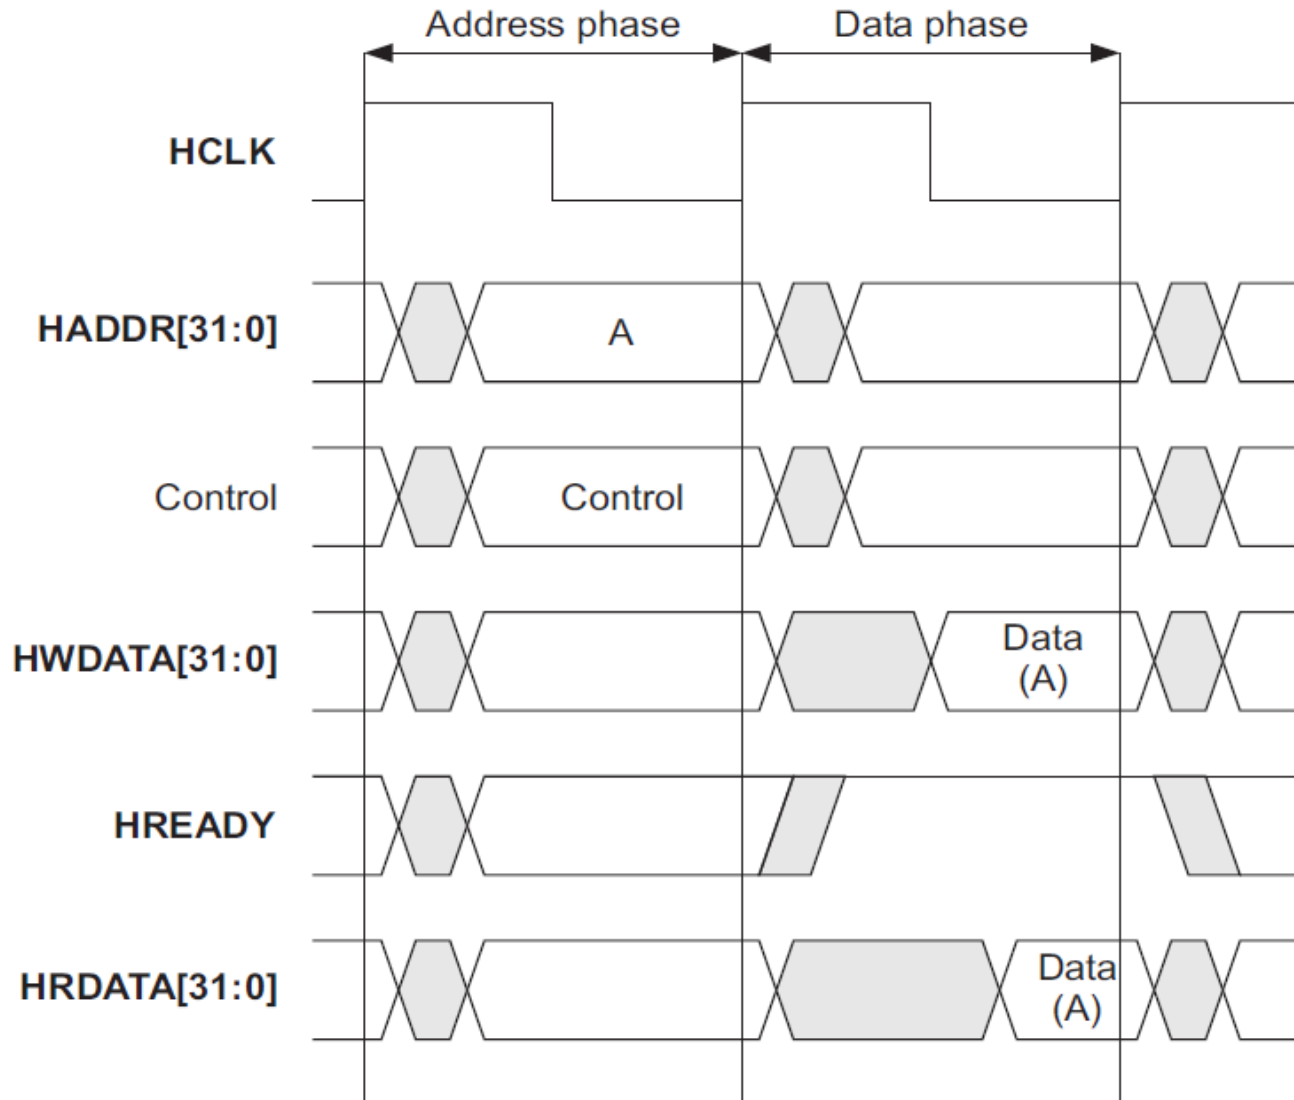 Address phase
Data phase
HCLK
HADDR[31:0]
A
Control
Control
HWDATA[31:0]
Data
(A)
HREADY
HRDATA[31:0]
Data
(A)